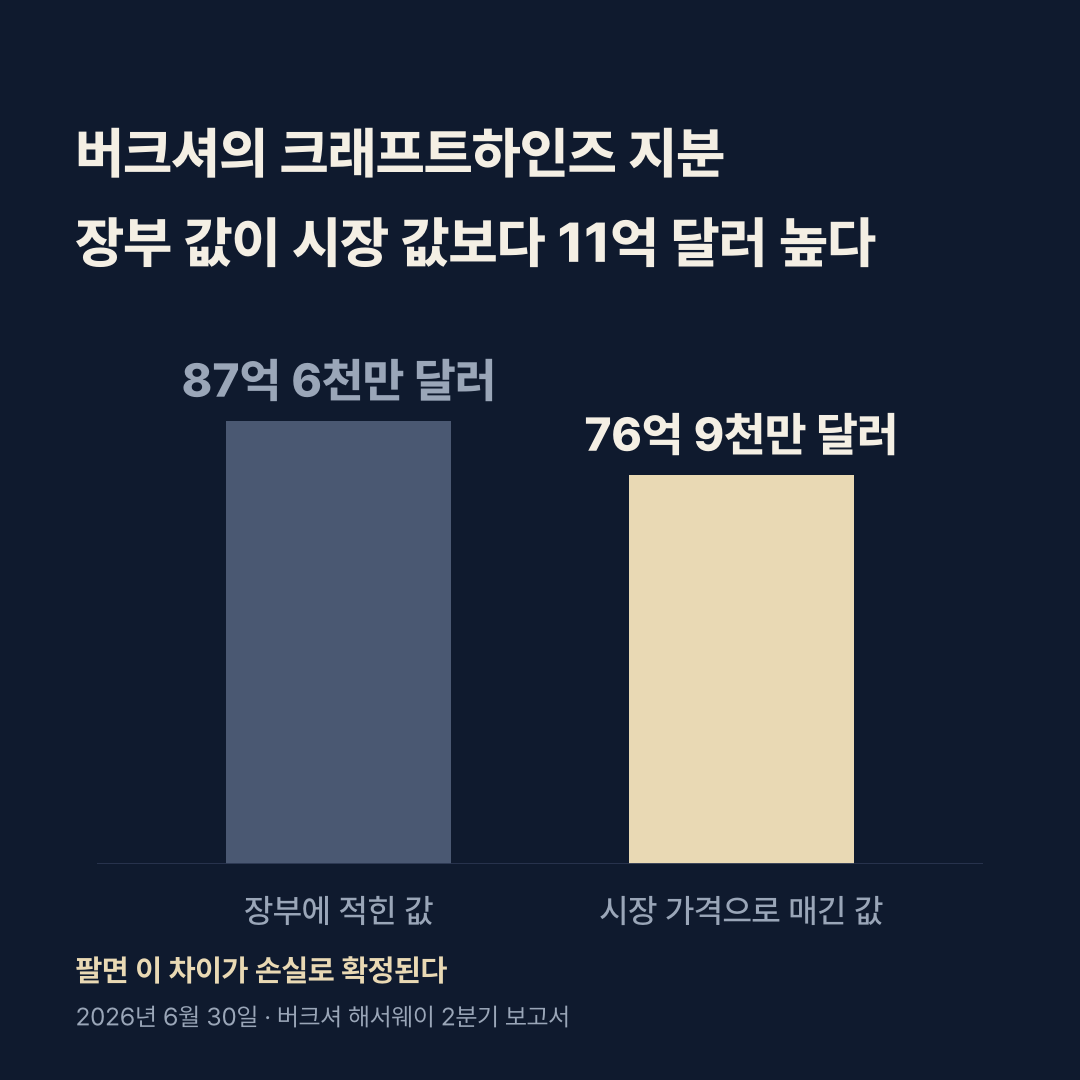 버크셔의 크래프트하인즈 지분
장부 값이 시장 값보다 11억 달러 높다
87억 6천만 달러
76억 9천만 달러
장부에 적힌 값
시장 가격으로 매긴 값
팔면 이 차이가 손실로 확정된다
2026년 6월 30일 · 버크셔 해서웨이 2분기 보고서